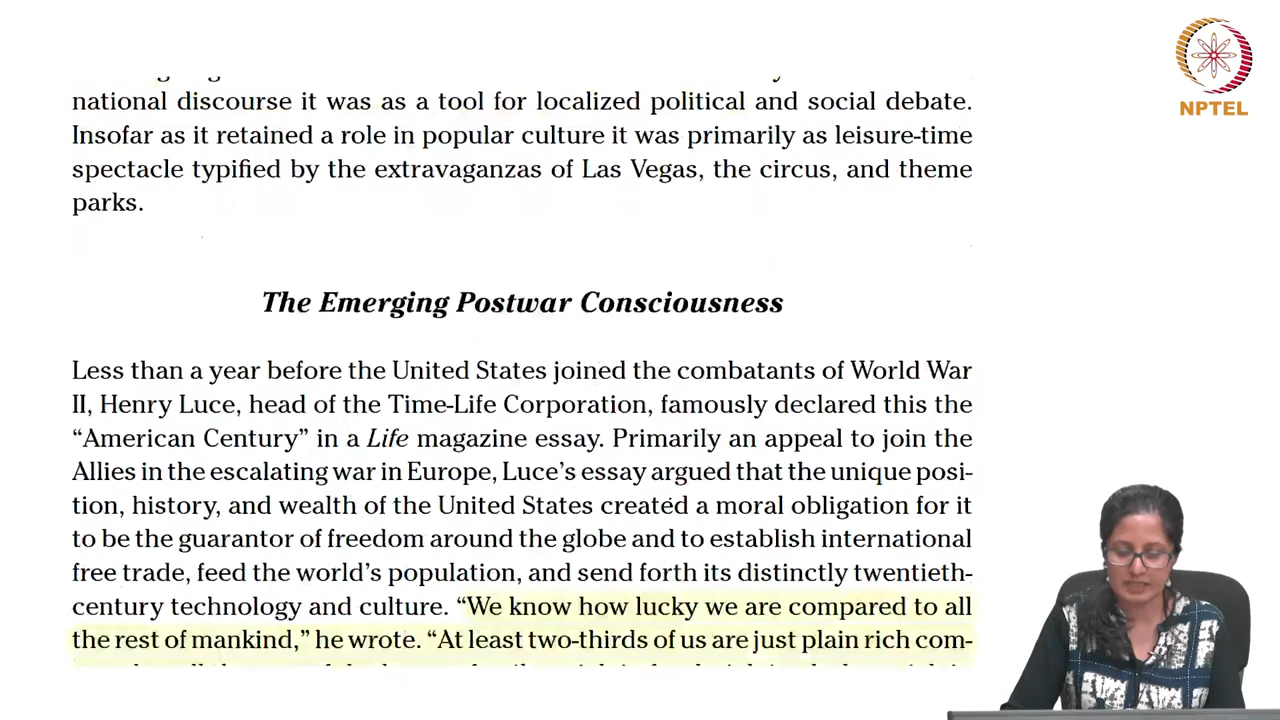 NPTEL
national discourse it was as a tool for localized political and social debate.
Insofar as it retained a role in popular culture it was primarily as leisure-time
spectacle typified by the extravaganzas of Las Vegas, the circus, and theme
parks.
The Emerging Postwar Consciousness
Less than a year before the United States joined the combatants of World War
II, Henry Luce, head of the Time-Life Corporation, famously declared this the
“American Century” in a Life magazine essay. Primarily an appeal to join the
Allies in the escalating war in Europe, Luce’s essay argued that the unique posi-
tion, history, and wealth of the United States created a moral obligation for it
to be the guarantor of freedom around the globe and to establish international
free trade, feed the world’s population, and send forth its distinctly twentieth-
century technology and culture. “We know how lucky we are compared to all
the rest of mankind,” he wrote. “At least two-thirds of us are just plain rich com-